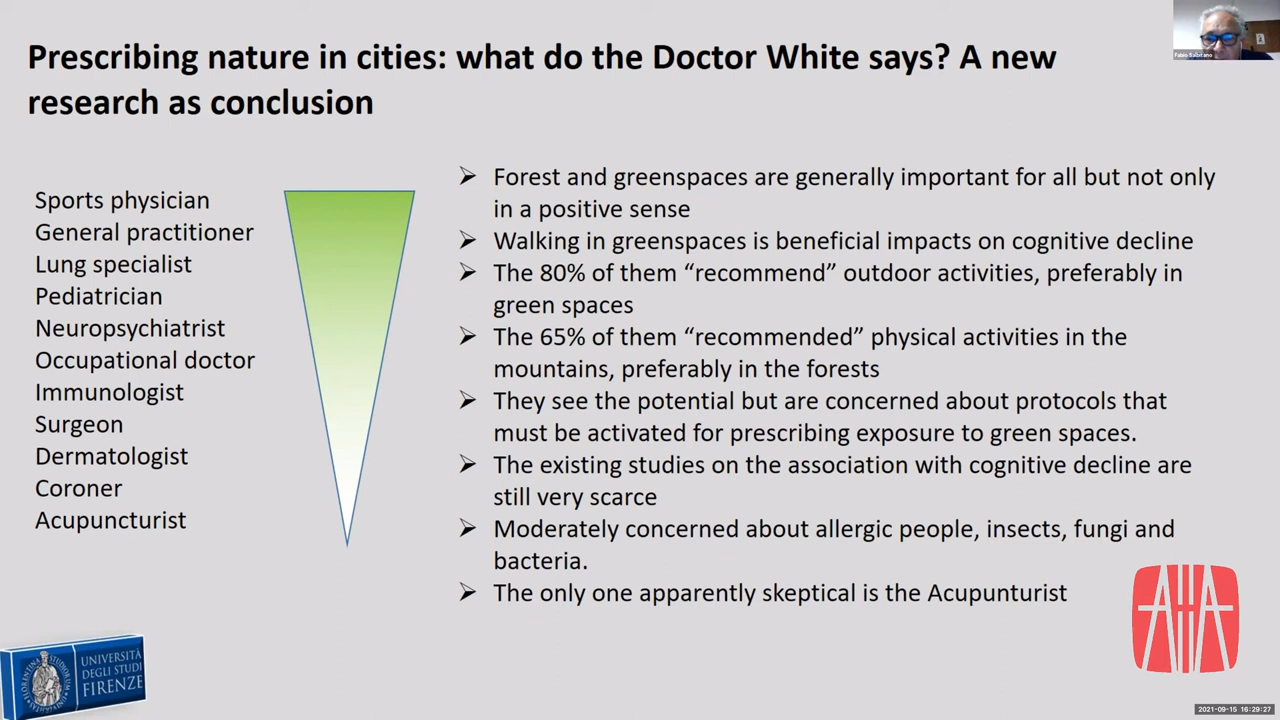 Prescribing nature in cities: what do the Doctor White says? A new
research as conclusion
Fabio Salbitano
Sports physician
General practitioner
Lung specialist
Pediatrician
Neuropsychiatrist
Occupational doctor
Immunologist
Surgeon
Dermatologist
Coroner
Acupuncturist
➢ Forest and greenspaces are generally important for all but not only
in a positive sense
➢ Walking in greenspaces is beneficial impacts on cognitive decline
➢ The 80% of them “recommend” outdoor activities, preferably in
green spaces
➢ The 65% of them “recommended” physical activities in the
mountains, preferably in the forests
➢ They see the potential but are concerned about protocols that
must be activated for prescribing exposure to green spaces.
➢ The existing studies on the association with cognitive decline are
still very scarce
➢ Moderately concerned about allergic people, insects, fungi and
bacteria.
➢ The only one apparently skeptical is the Acupunturist
UNIVERSITÀ
DEGLI STUDI
FIRENZE
2021-09-15 16:29:27